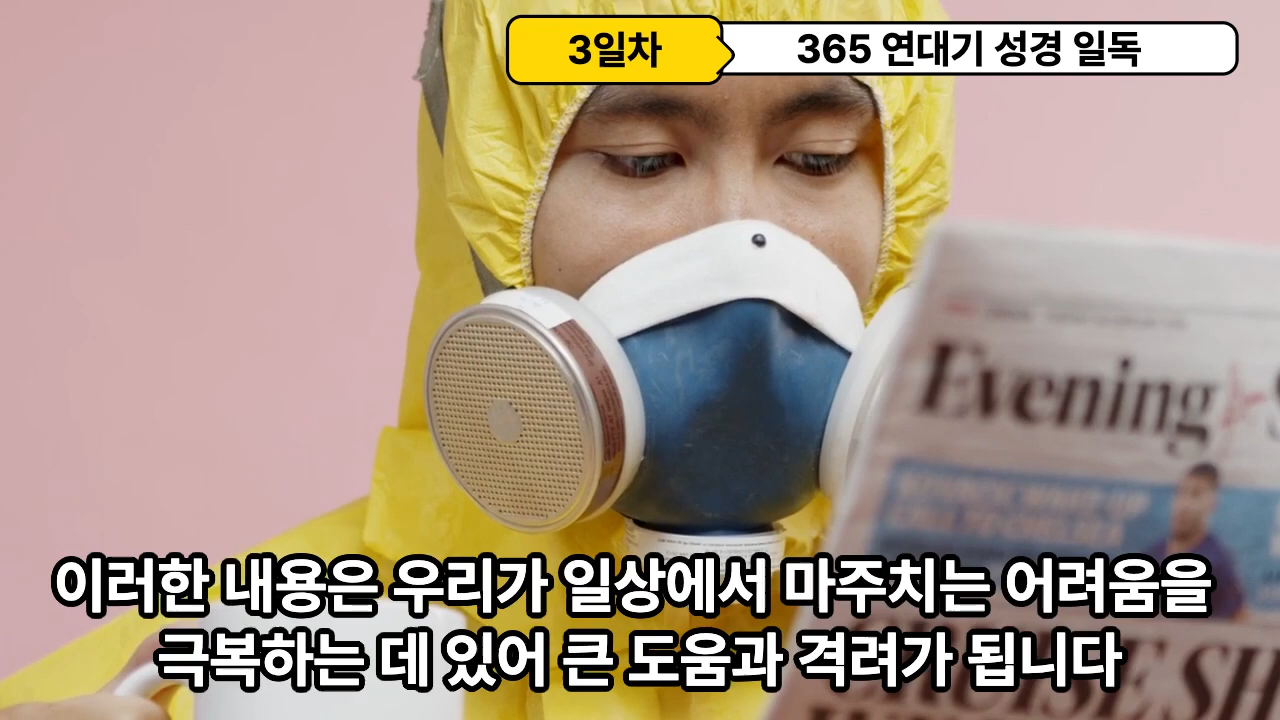 3일차
365 연대기 성경 일독
Evening
이러한 내용은 우리가 일상에서 마주치는 어려움을
극복하는 데 있어 큰 도움과 격려가 됩니다